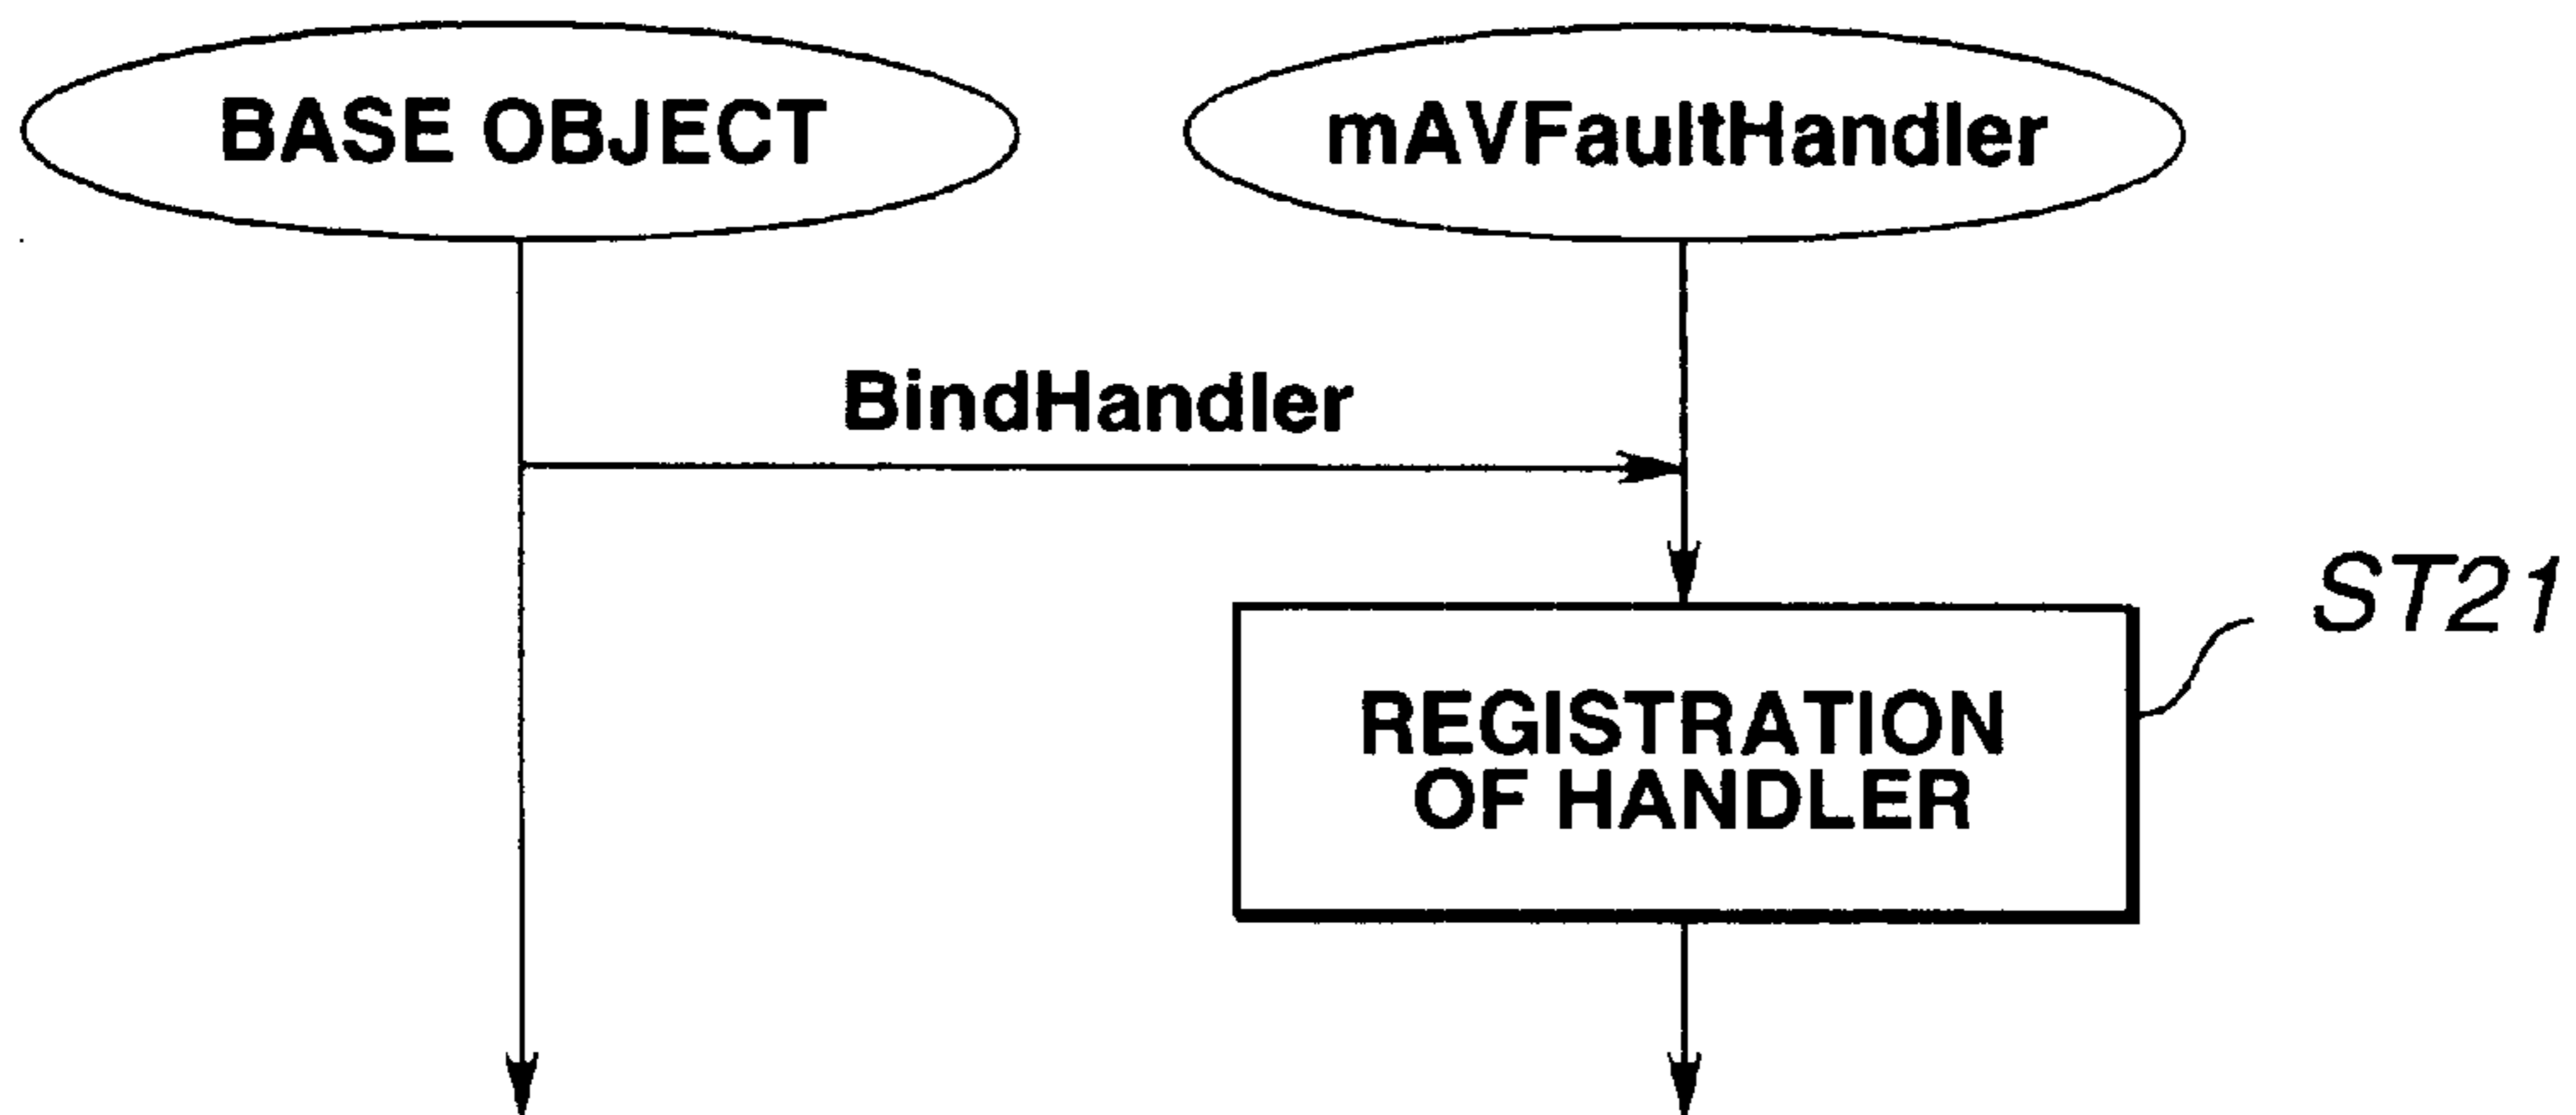 BASE OBJECT
mAVFaultHandler
BindHandler
ST21
REGISTRATION
OF HANDLER